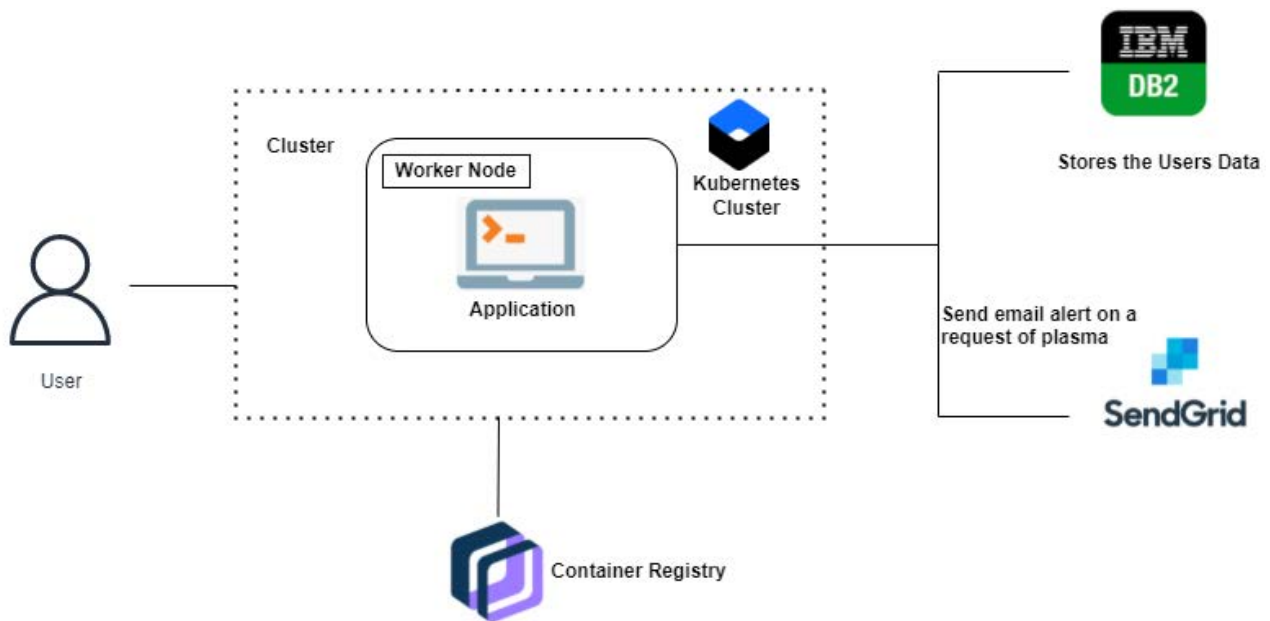 IBM
DB2
Stores the Users Data
Cluster
Worker Node
Kubernetes
Cluster
Application
Send email alert on a
request of plasma
SendGrid
User
Container Registry